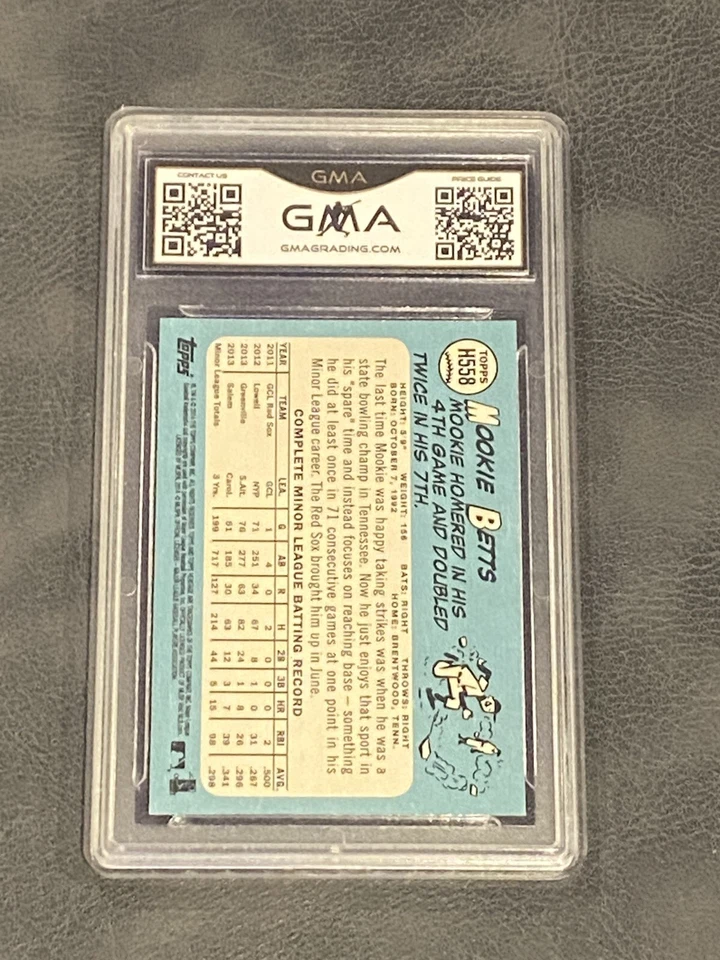 CONTACT US
GMA
PRICE GUIDE
GMA
GMAGRADING.COM
TOPPS
H558
MOOKIE BETTS
MOOKIE HOMERED IN HIS
4TH GAME AND DOUBLED
TWICE IN HIS 7TH.
HEIGHT: 5'9" WEIGHT: 156 BATS: RIGHT THROWS: RIGHT
BORN: OCTOBER 7, 1992 HOME: BRENTWOOD, TENN.
The last time Mookie was happy taking strikes was when he was a
state bowling champ in Tennessee. Now he just enjoys that sport in
his "spare" time and instead focuses on reaching base — something
he did at least once in 71 consecutive games at one point in his
Minor League career. The Red Sox brought him up in June.
COMPLETE MINOR LEAGUE BATTING RECORD
YEAR TEAM LEA. G AB R H 2B 3B HR RBI AVG.
2011 GCL Red Sox GCL 1 4 0 2 0 0 0 2 .500
2012 Lowell NYP 71 251 34 67 8 1 0 31 .267
2013 Greenville S.Atl. 76 277 63 82 24 1 8 26 .296
2013 Salem Carol. 51 185 30 63 12 3 7 39 .341
Minor League Totals 3 Yrs. 199 717 127 214 44 5 15 98 .298
topps